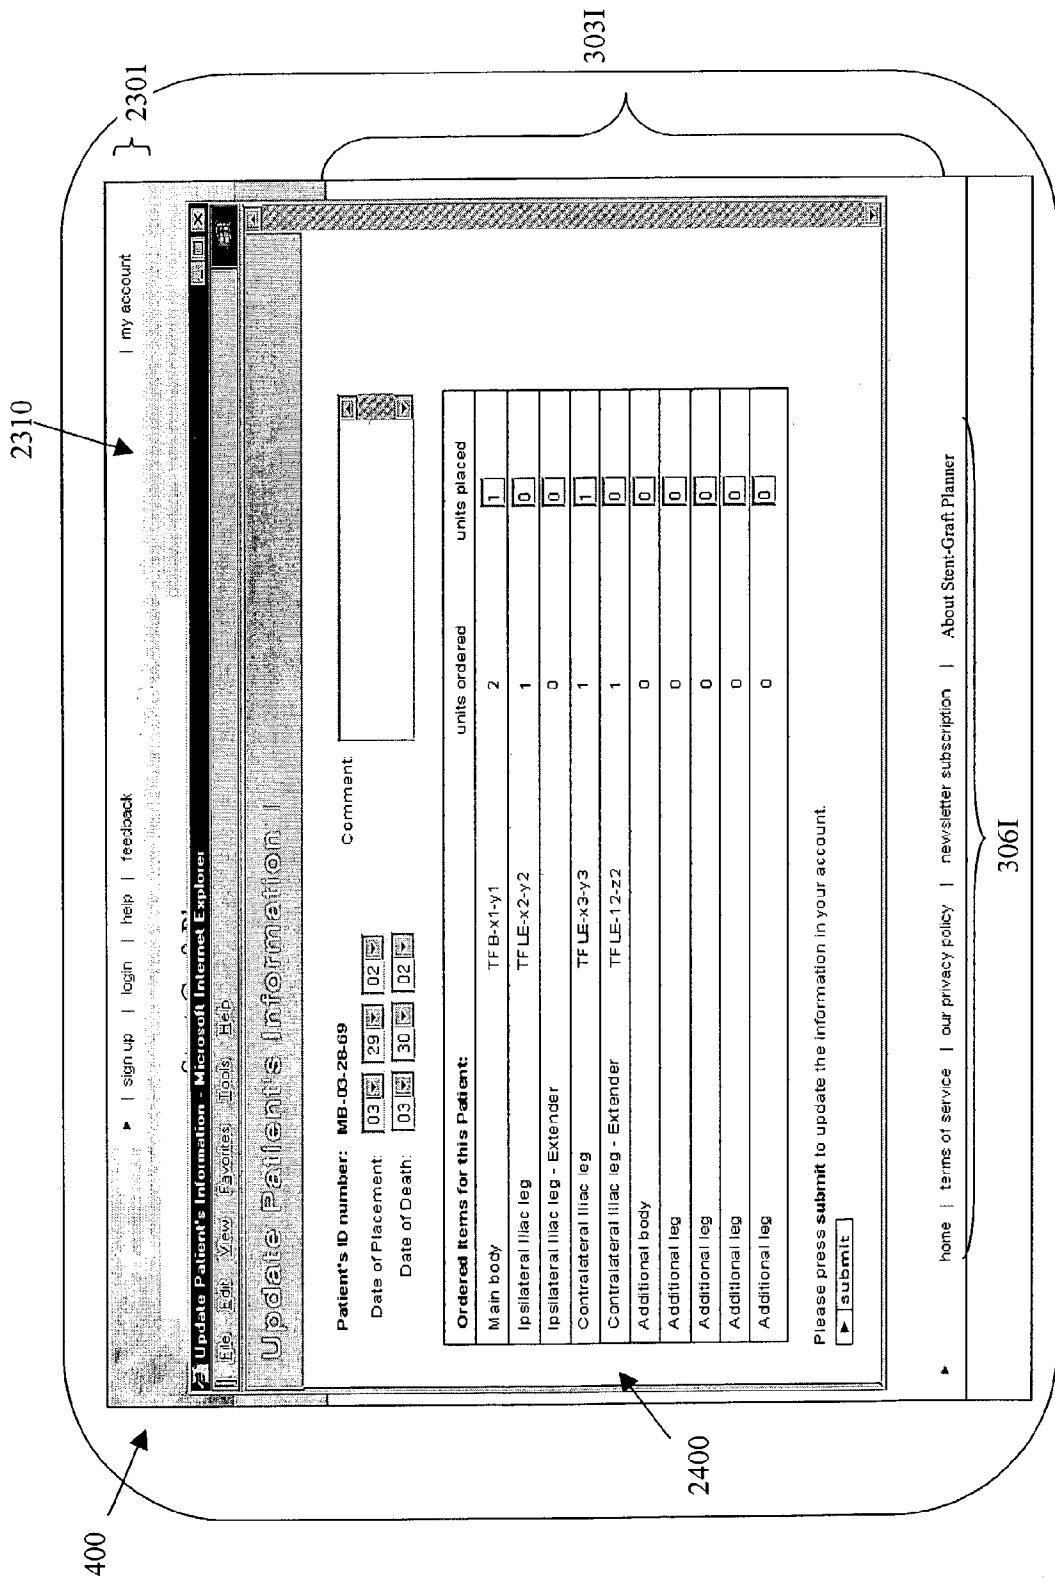 2310
400
2301
► | sign up | login | help | feedback | my account
Update Patient's Information - Microsoft Internet Explorer
File Edit View Favorites Tools Help
Update Patient's Information |
Patient's ID number: MB-03-28-69
Comment:
Date of Placement: 03 29 02
Date of Death: 03 30 02
Ordered Items for this Patient: units ordered units placed
Main body TFB-x1-y1 2 1
Ipsilateral Iliac leg TFLE-x2-y2 1 0
Ipsilateral Iliac leg - Extender 0 0
Contralateral Iliac leg TFLE-x3-y3 1 1
Contralateral Iliac leg - Extender TFLE-12-z2 1 0
Additional body 0 0
Additional leg 0 0
Additional leg 0 0
Additional leg 0 0
Additional leg 0 0
Please press submit to update the information in your account.
► submit
2400
303I
► home | terms of service | our privacy policy | newsletter subscription | About Stent-Graft Planner
306I